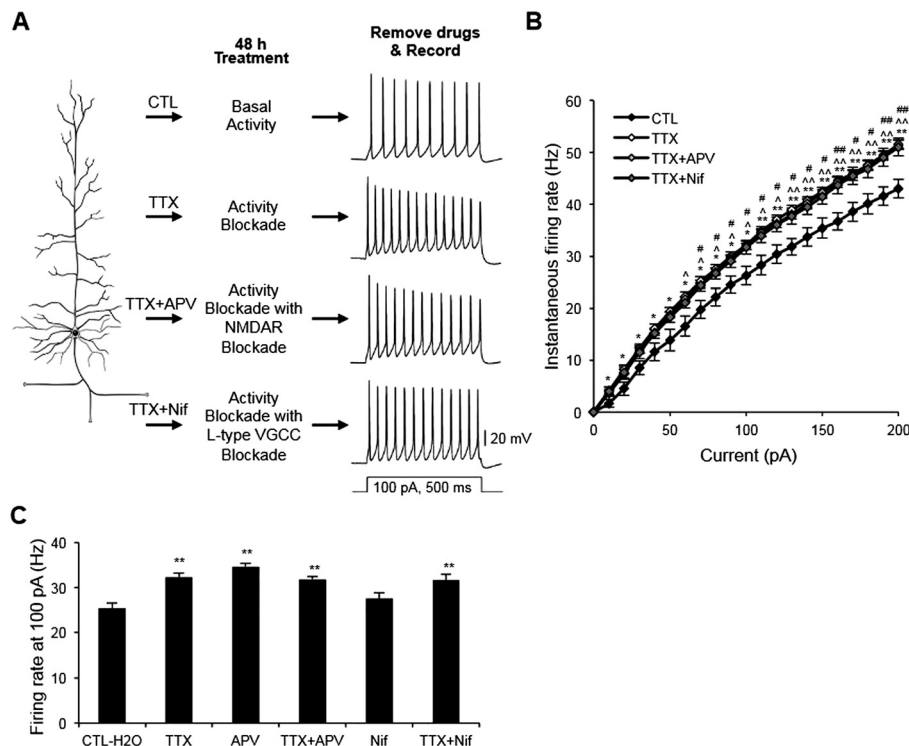 A
48 h
Treatment
Remove drugs
& Record
CTL
Basal
Activity
TTX
Activity
Blockade
TTX+APV
Activity
Blockade with
NMDAR
Blockade
TTX+Nif
Activity
Blockade with
L-type VGCC
Blockade
20 mV
100 pA, 500 ms
B
Instantaneous firing rate (Hz)
60
50
40
30
20
10
0
CTL
TTX
TTX+APV
TTX+Nif
# # # # # # # # # ## # # ## ##
^ ^ ^ ^ ^ ^ ^^ ^^ ^^ ^^ ^^ ^^ ^^ ^^ ^^
* * * * * * * * * * ** ** ** ** ** ** ** ** ** **
0 50 100 150 200
Current (pA)
C
Firing rate at 100 pA (Hz)
40
30
20
10
0
** ** ** **
CTL-H2O TTX APV TTX+APV Nif TTX+Nif